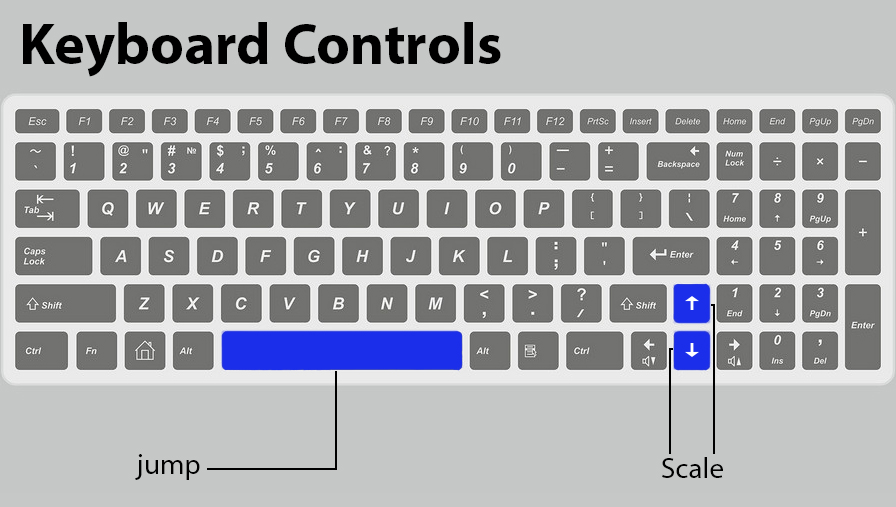 Keyboard Controls
Esc F1 F2 F3 F4 F5 F6 F7 F8 F9 F10 F11 F12 PrtSc Insert Delete Home End PgUp PgDn
~ ` ! 1 @ " 2 # № 3 $ ; 4 % 5 ^ : 6 & ? 7 * 8 ( 9 ) 0 — – + = ← Backspace Num Lock ÷ × –
Tab Q W E R T Y U I O P { [ } ] ¦ \ 7 Home 8 ↑ 9 PgUp +
Caps Lock A S D F G H J K L : ; " ' Enter 4 ← 5 6 →
Shift Z X C V B N M < , > . ? / Shift ↑ 1 End 2 ↓ 3 PgDn Enter
Ctrl Fn Alt Alt Ctrl ← ↓ → 0 Ins , Del
jump
Scale